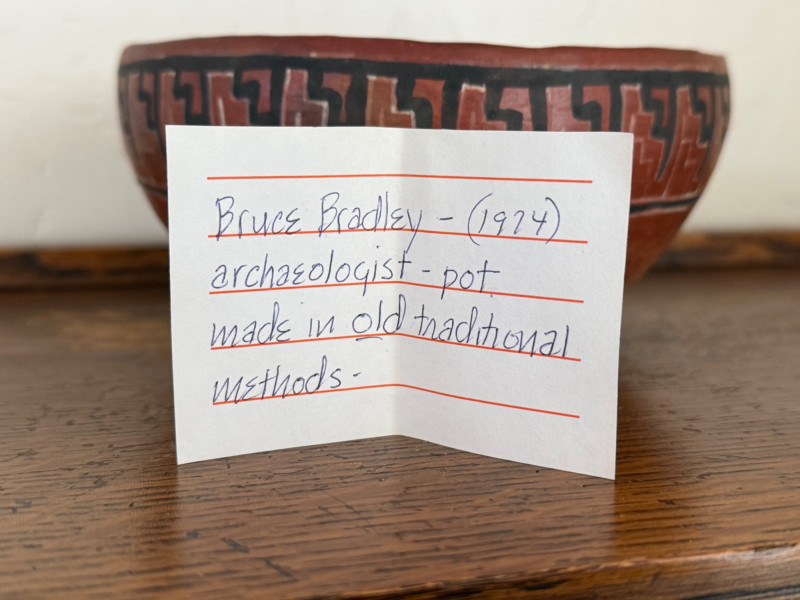 Bruce Bradley - (1974)
archaeologist - pot
made in old traditional
methods -